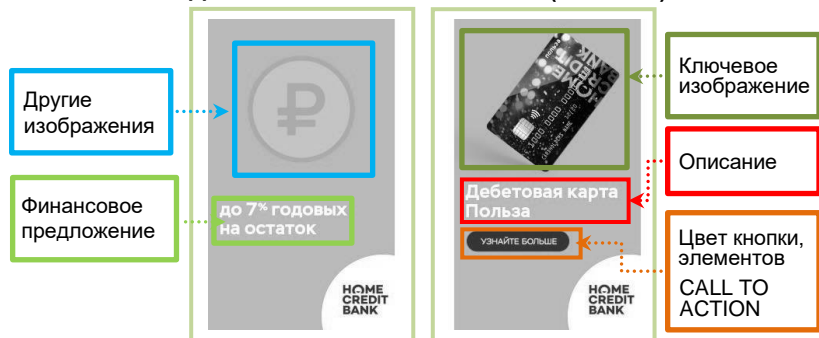 Другие
изображения
Финансовое
предложение
до 7% годовых
на остаток
HOME
CREDIT
BANK
Дебетовая карта
Польза
УЗНАЙТЕ БОЛЬШЕ
HOME
CREDIT
BANK
Ключевое
изображение
Описание
Цвет кнопки,
элементов
CALL TO
ACTION